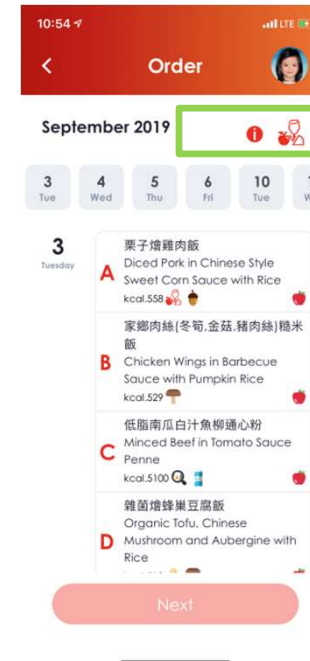 10:54
LTE
Order
September 2019
3
Tue
4
Wed
5
Thu
6
Fri
10
Tue
3
Tuesday
A
栗子燴雞肉飯
Diced Pork in Chinese Style
Sweet Corn Sauce with Rice
kcal.558
B
家鄉肉絲(冬筍.金菇.豬肉絲)糙米
飯
Chicken Wings in Barbecue
Sauce with Pumpkin Rice
kcal.529
C
低脂南瓜白汁魚柳通心粉
Minced Beef in Tomato Sauce
Penne
kcal.5100
D
雜菌燴蜂巢豆腐飯
Organic Tofu, Chinese
Mushroom and Aubergine with
Rice
Next